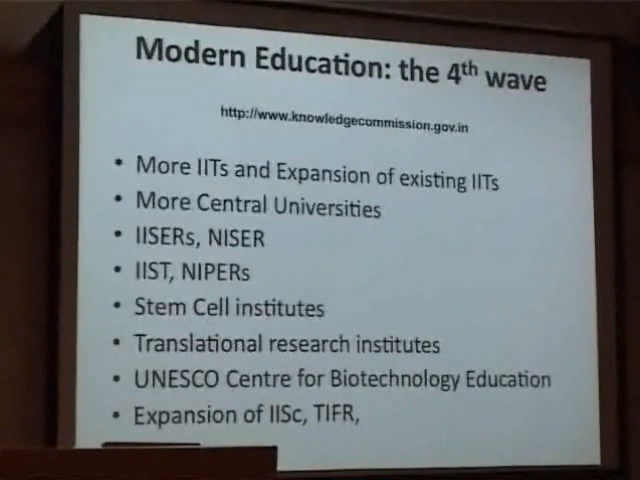 Modern Education: the 4th wave
http://www.knowledgecommission.gov.in
• More IITs and Expansion of existing IITs
• More Central Universities
• IISERs, NISER
• IIST, NIPERs
• Stem Cell institutes
• Translational research institutes
• UNESCO Centre for Biotechnology Education
• Expansion of IISc, TIFR,